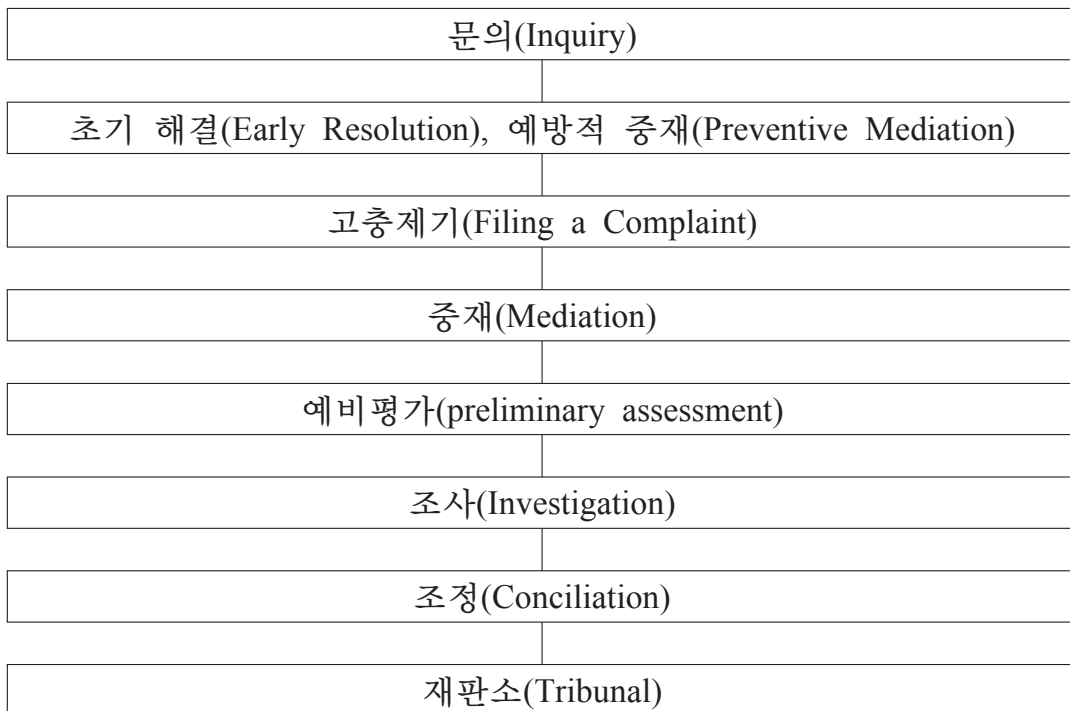 문의(Inquiry)
초기 해결(Early Resolution), 예방적 중재(Preventive Mediation)
고충제기(Filing a Complaint)
중재(Mediation)
예비평가(preliminary assessment)
조사(Investigation)
조정(Conciliation)
재판소(Tribunal)